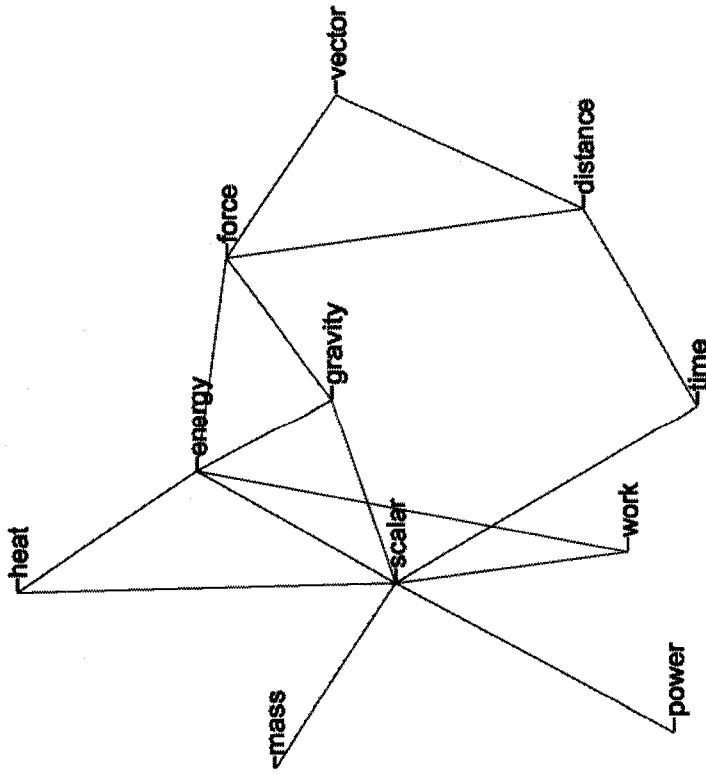 heat
mass
energy
force
vector
gravity
scalar
distance
work
power
time